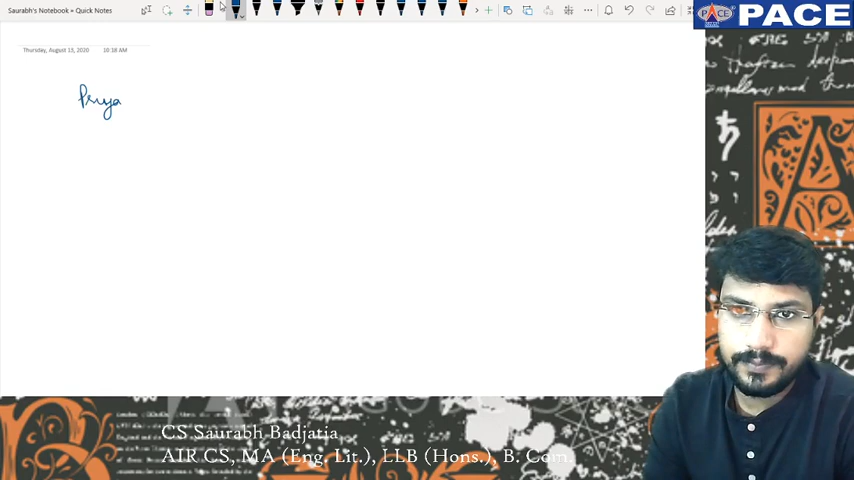 Saurabh's Notebook » Quick Notes
PACE
PACE
Thursday, August 13, 2020 10:18 AM
Priya
CS Saurabh Badjatia
AIR CS, MA (Eng. Lit.), LLB (Hons.), B. Com.